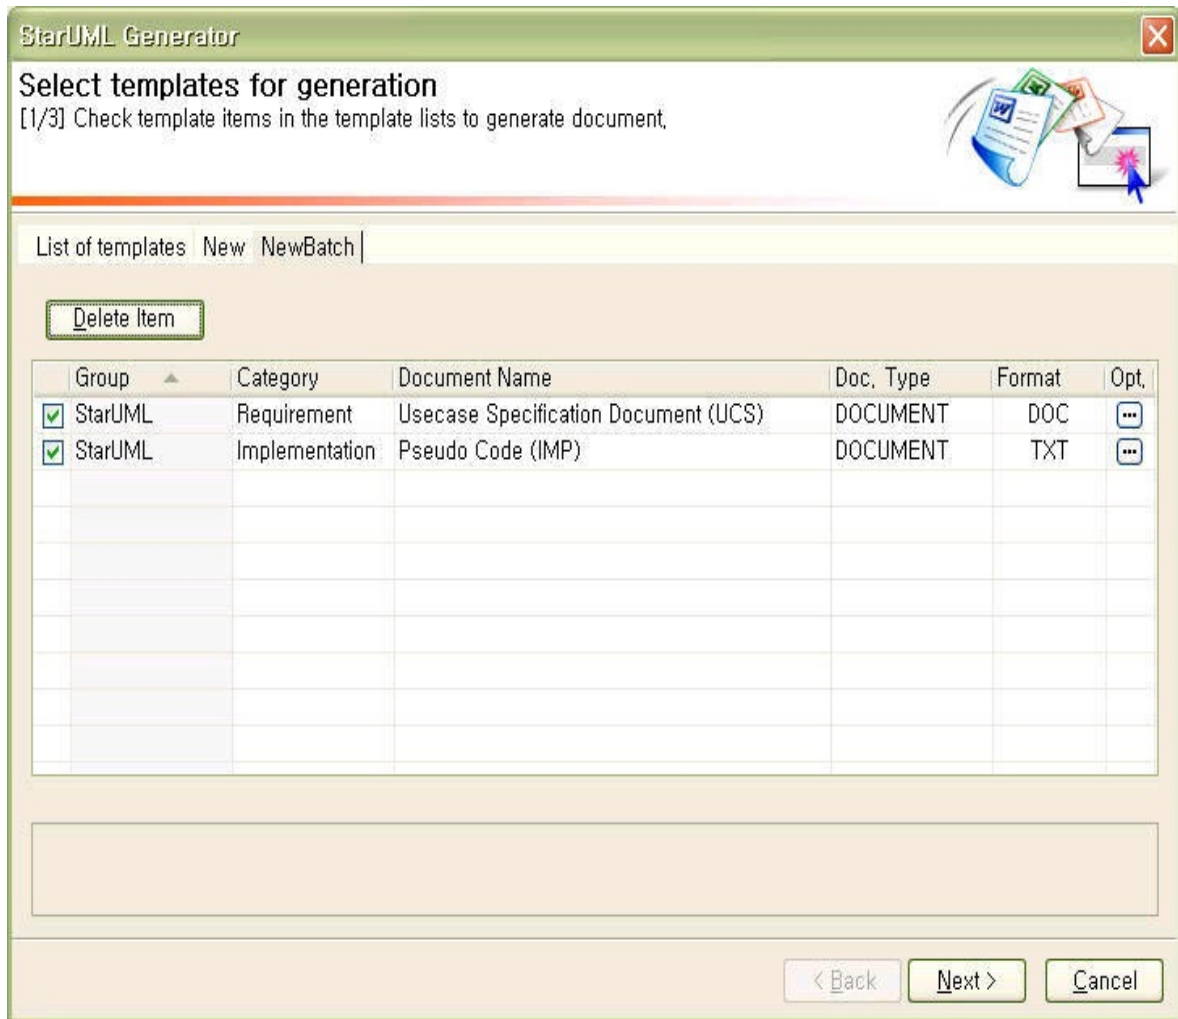 StarUML Generator
Select templates for generation
[1/3] Check template items in the template lists to generate document,
List of templates New NewBatch
Delete Item
Group Category Document Name Doc, Type Format Opt,
StarUML Requirement Usecase Specification Document (UCS) DOCUMENT DOC
StarUML Implementation Pseudo Code (IMP) DOCUMENT TXT
< Back Next > Cancel